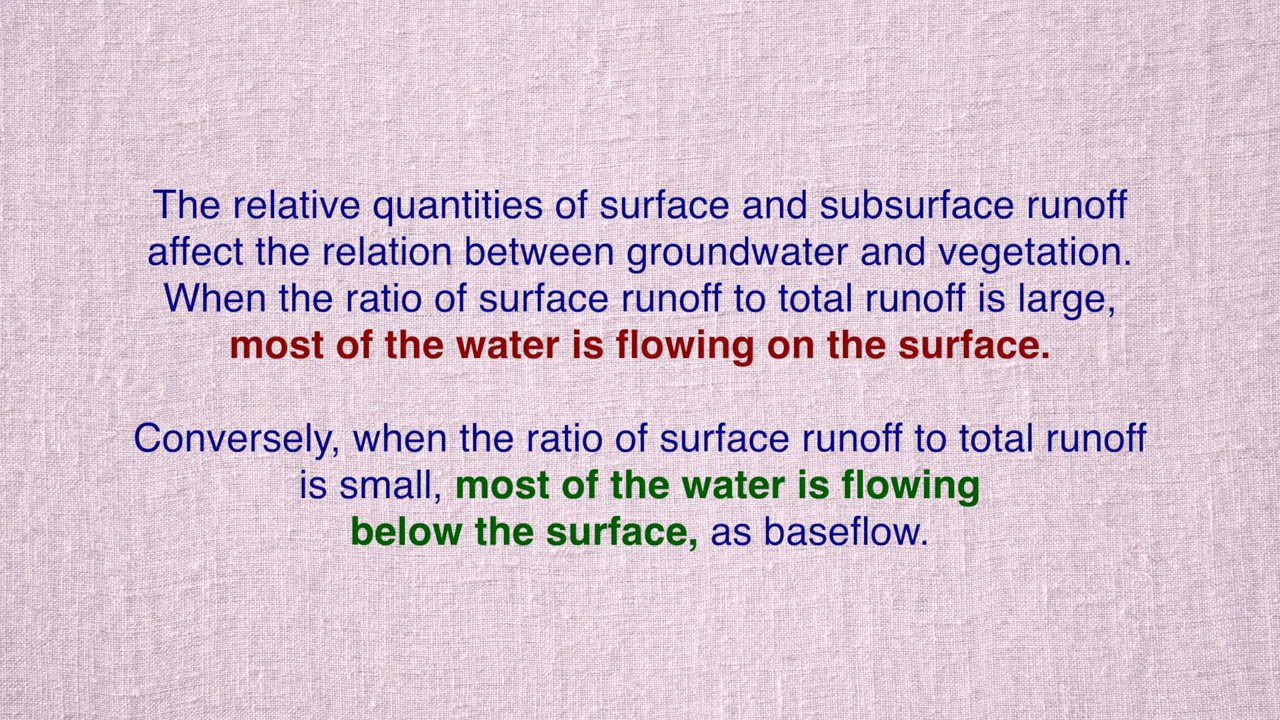 The relative quantities of surface and subsurface runoff
affect the relation between groundwater and vegetation.
When the ratio of surface runoff to total runoff is large,
most of the water is flowing on the surface.
Conversely, when the ratio of surface runoff to total runoff
is small, most of the water is flowing
below the surface, as baseflow.